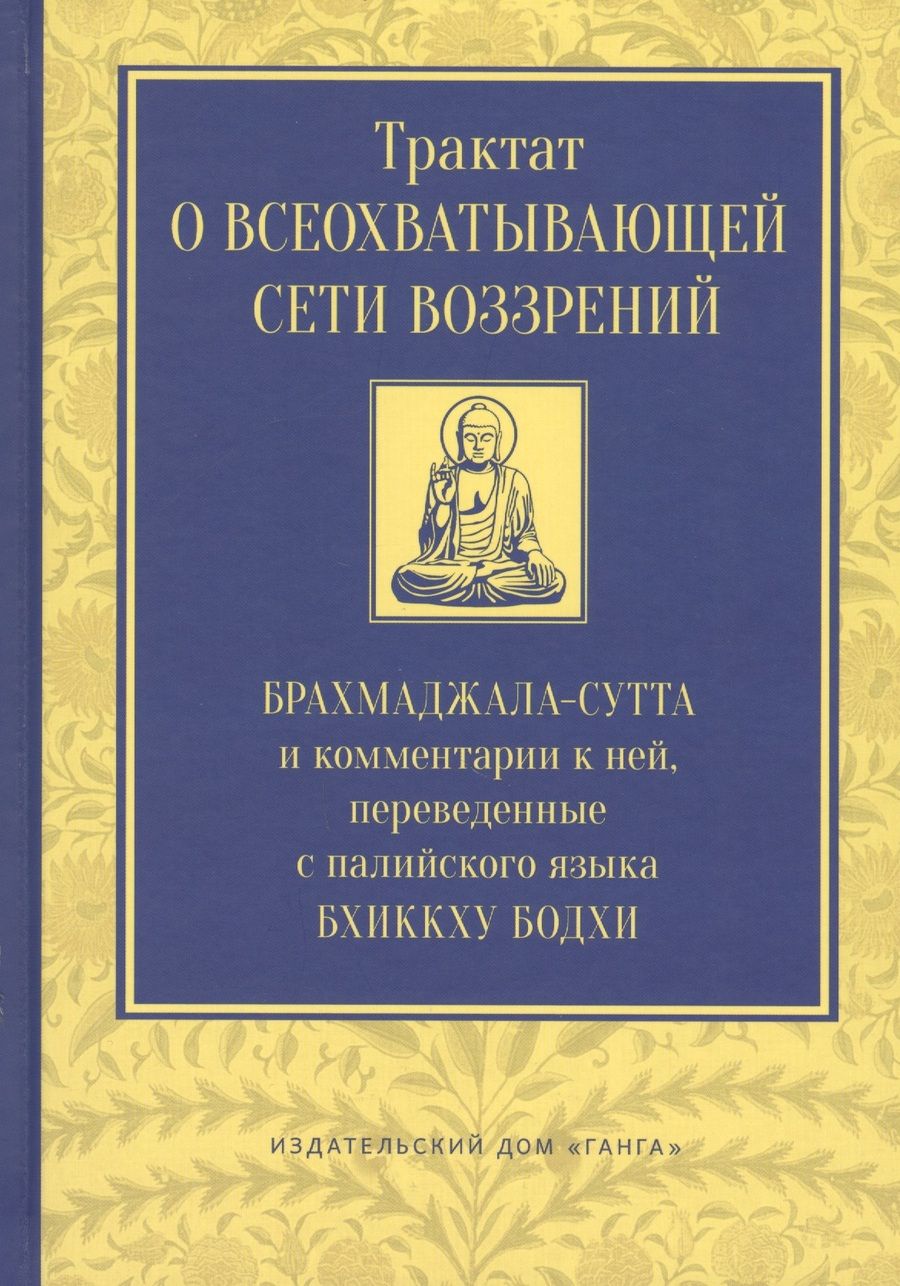 Трактат
О ВСЕОХВАТЫВАЮЩЕЙ
СЕТИ ВОЗЗРЕНИЙ
БРАХМАДЖАЛА-СУТТА
и комментарии к ней,
переведенные
с палийского языка
БХИККХУ БОДХИ
ИЗДАТЕЛЬСКИЙ ДОМ «ГАНГА»